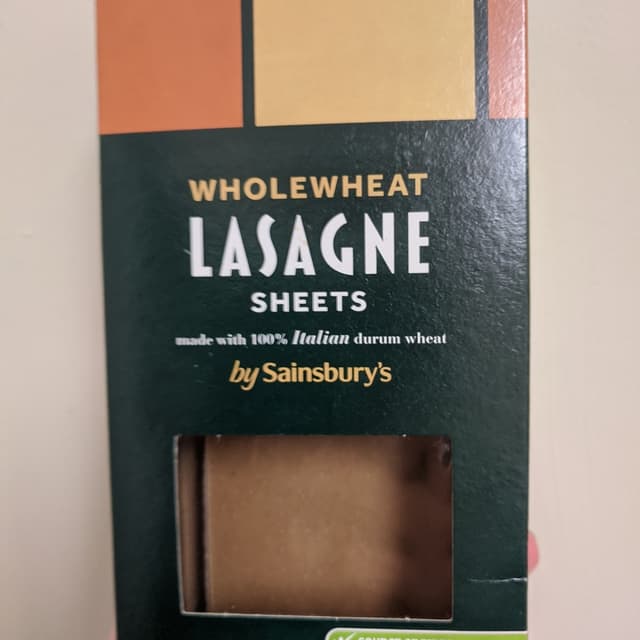 WHOLEWHEAT
LASAGNE
SHEETS
made with 100% Italian durum wheat
by Sainsbury's